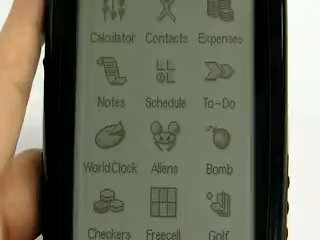 Calculator Contacts Expenses
Notes Schedule To-Do
WorldClock Aliens Bomb
Checkers Freecell Golf